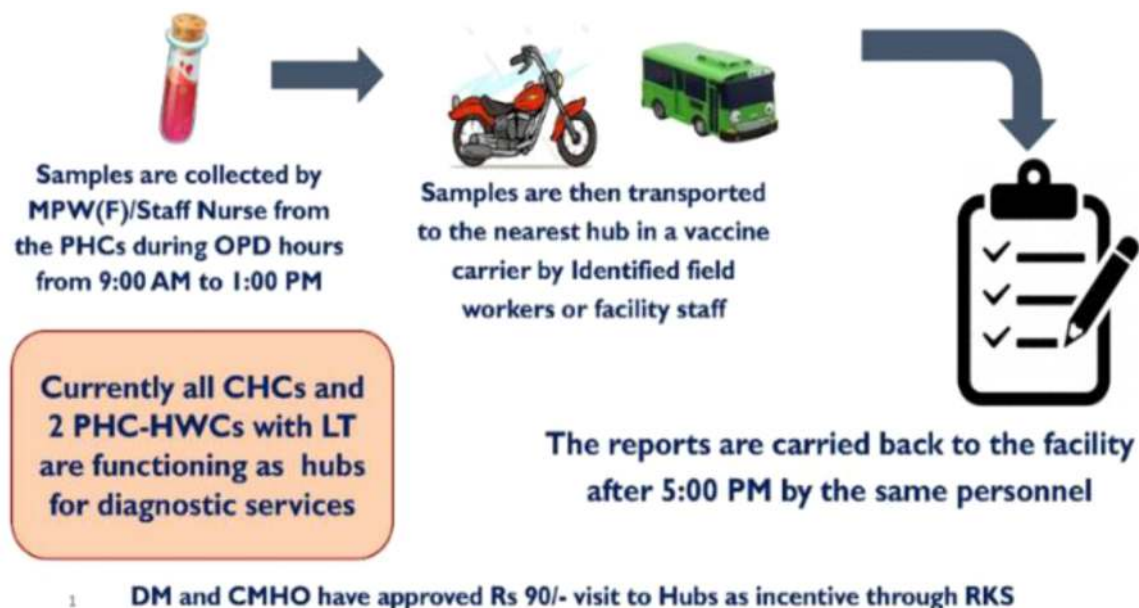 Samples are collected by
MPW(F)/Staff Nurse from
the PHCs during OPD hours
from 9:00 AM to 1:00 PM
Samples are then transported
to the nearest hub in a vaccine
carrier by Identified field
workers or facility staff
Currently all CHCs and
2 PHC-HWCs with LT
are functioning as hubs
for diagnostic services
The reports are carried back to the facility
after 5:00 PM by the same personnel
1
DM and CMHO have approved Rs 90/- visit to Hubs as incentive through RKS